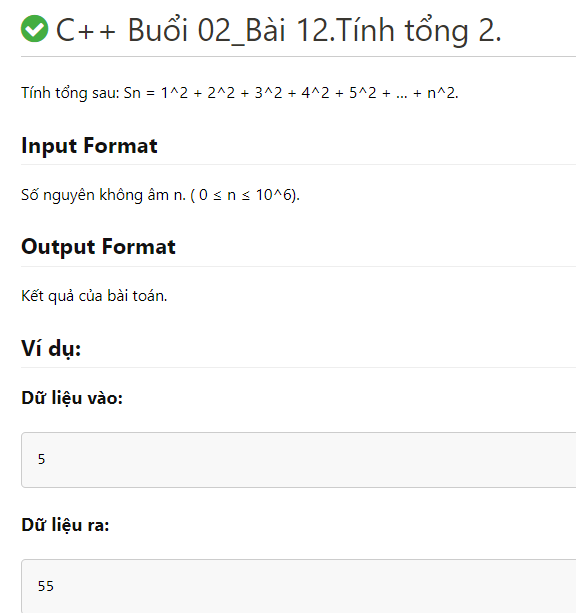 C++ Buổi 02_Bài 12.Tính tổng 2.
Tính tổng sau: Sn = 1^2 + 2^2 + 3^2 + 4^2 + 5^2 + ... + n^2.
Input Format
Số nguyên không âm n. ( 0 ≤ n ≤ 10^6).
Output Format
Kết quả của bài toán.
Ví dụ:
Dữ liệu vào:
5
Dữ liệu ra:
55